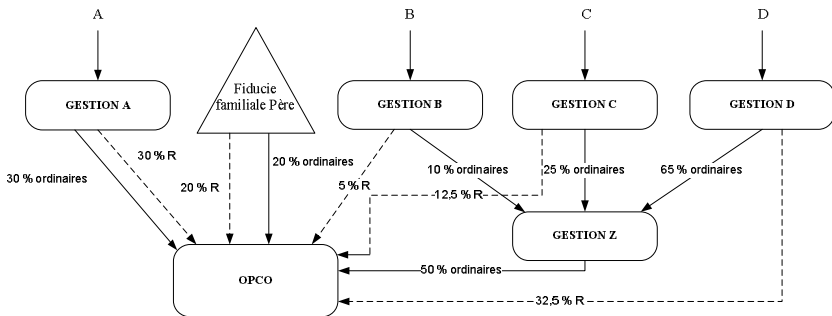 A
B
C
D
GESTION A
Fiducie
familiale Père
GESTION B
GESTION C
GESTION D
30 % ordinaires
30 % R
20 % R
20 % ordinaires
5 % R
10 % ordinaires
12,5 % R
25 % ordinaires
65 % ordinaires
GESTION Z
OPCO
50 % ordinaires
32,5 % R